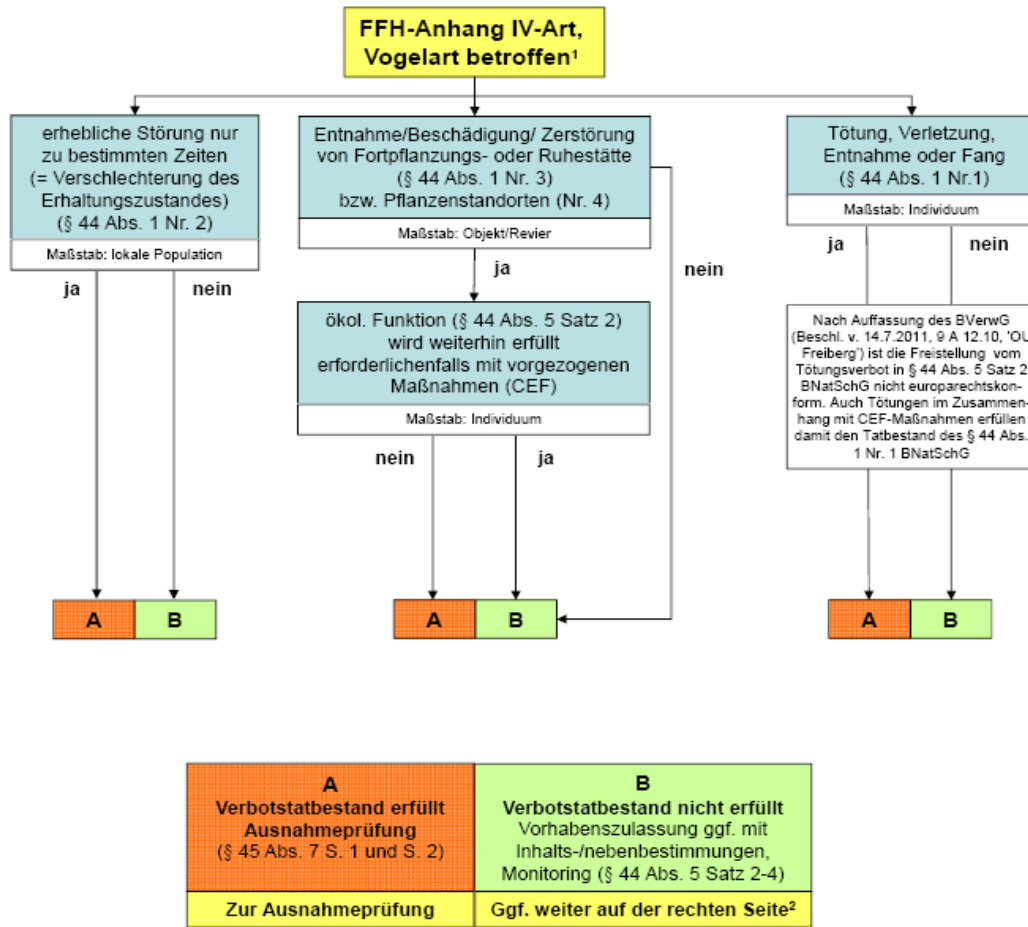 FFH-Anhang IV-Art,
Vogelart betroffen¹
erhebliche Störung nur
zu bestimmten Zeiten
(= Verschlechterung des
Erhaltungszustandes)
(§ 44 Abs. 1 Nr. 2)
Maßstab: lokale Population
ja
nein
Entnahme/Beschädigung/ Zerstörung
von Fortpflanzungs- oder Ruhestätte
(§ 44 Abs. 1 Nr. 3)
bzw. Pflanzenstandorten (Nr. 4)
Maßstab: Objekt/Revier
ja
nein
ökol. Funktion (§ 44 Abs. 5 Satz 2)
wird weiterhin erfüllt
erforderlichenfalls mit vorgezogenen
Maßnahmen (CEF)
Maßstab: Individuum
nein
ja
Tötung, Verletzung,
Entnahme oder Fang
(§ 44 Abs. 1 Nr.1)
Maßstab: Individuum
ja
nein
Nach Auffassung des BVerwG
(Beschl. v. 14.7.2011, 9 A 12.10, 'OU
Freiberg') ist die Freistellung vom
Tötungsverbot in § 44 Abs. 5 Satz 2
BNatSchG nicht europarechtskon-
form. Auch Tötungen im Zusammen-
hang mit CEF-Maßnahmen erfüllen
damit den Tatbestand des § 44 Abs.
1 Nr. 1 BNatSchG
A
B
A
B
A
B
A
Verbotstatbestand erfüllt
Ausnahmeprüfung
(§ 45 Abs. 7 S. 1 und S. 2)
Zur Ausnahmeprüfung
B
Verbotstatbestand nicht erfüllt
Vorhabenszulassung ggf. mit
Inhalts-/nebenbestimmungen,
Monitoring (§ 44 Abs. 5 Satz 2-4)
Ggf. weiter auf der rechten Seite²